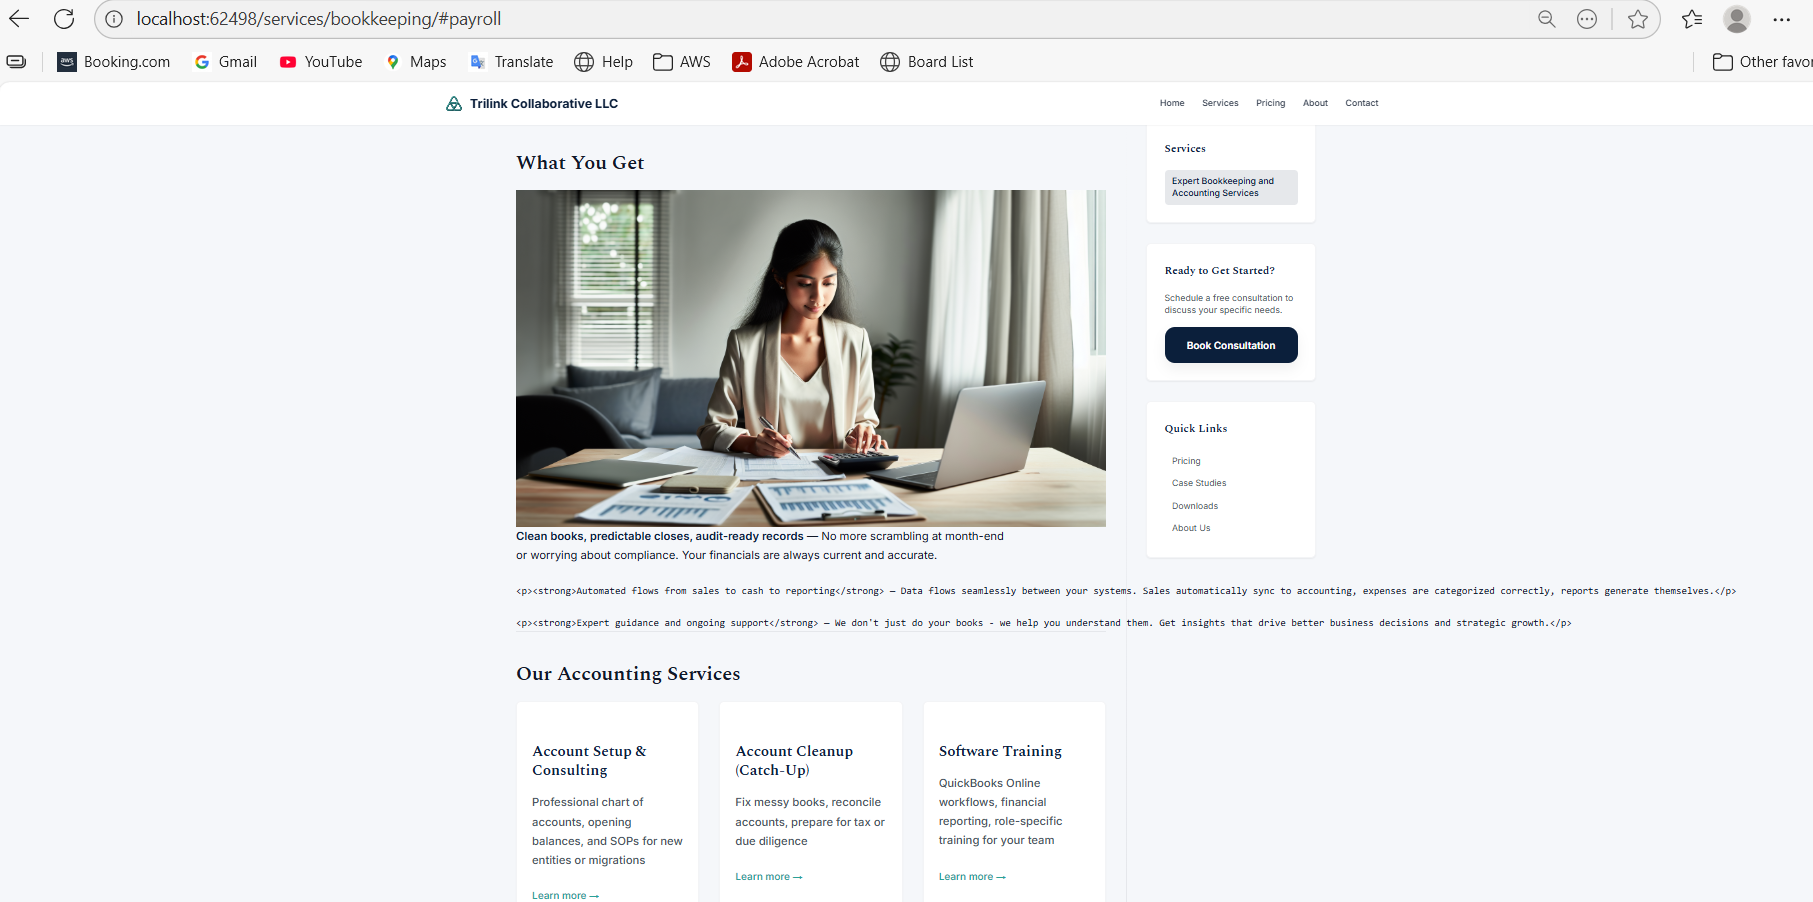 localhost:62498/services/bookkeeping/#payroll
aws Booking.com
G Gmail
YouTube
Maps
Translate
Help
AWS
Adobe Acrobat
Board List
Other favor
Trilink Collaborative LLC
Home
Services
Pricing
About
Contact
What You Get
Clean books, predictable closes, audit-ready records — No more scrambling at month-end
or worrying about compliance. Your financials are always current and accurate.
<p><strong>Automated flows from sales to cash to reporting</strong> — Data flows seamlessly between your systems. Sales automatically sync to accounting, expenses are categorized correctly, reports generate themselves.</p>
<p><strong>Expert guidance and ongoing support</strong> — We don't just do your books - we help you understand them. Get insights that drive better business decisions and strategic growth.</p>
Our Accounting Services
Account Setup &
Consulting
Professional chart of
accounts, opening
balances, and SOPs for new
entities or migrations
Learn more →
Account Cleanup
(Catch-Up)
Fix messy books, reconcile
accounts, prepare for tax or
due diligence
Learn more →
Software Training
QuickBooks Online
workflows, financial
reporting, role-specific
training for your team
Learn more →
Services
Expert Bookkeeping and
Accounting Services
Ready to Get Started?
Schedule a free consultation to
discuss your specific needs.
Book Consultation
Quick Links
Pricing
Case Studies
Downloads
About Us